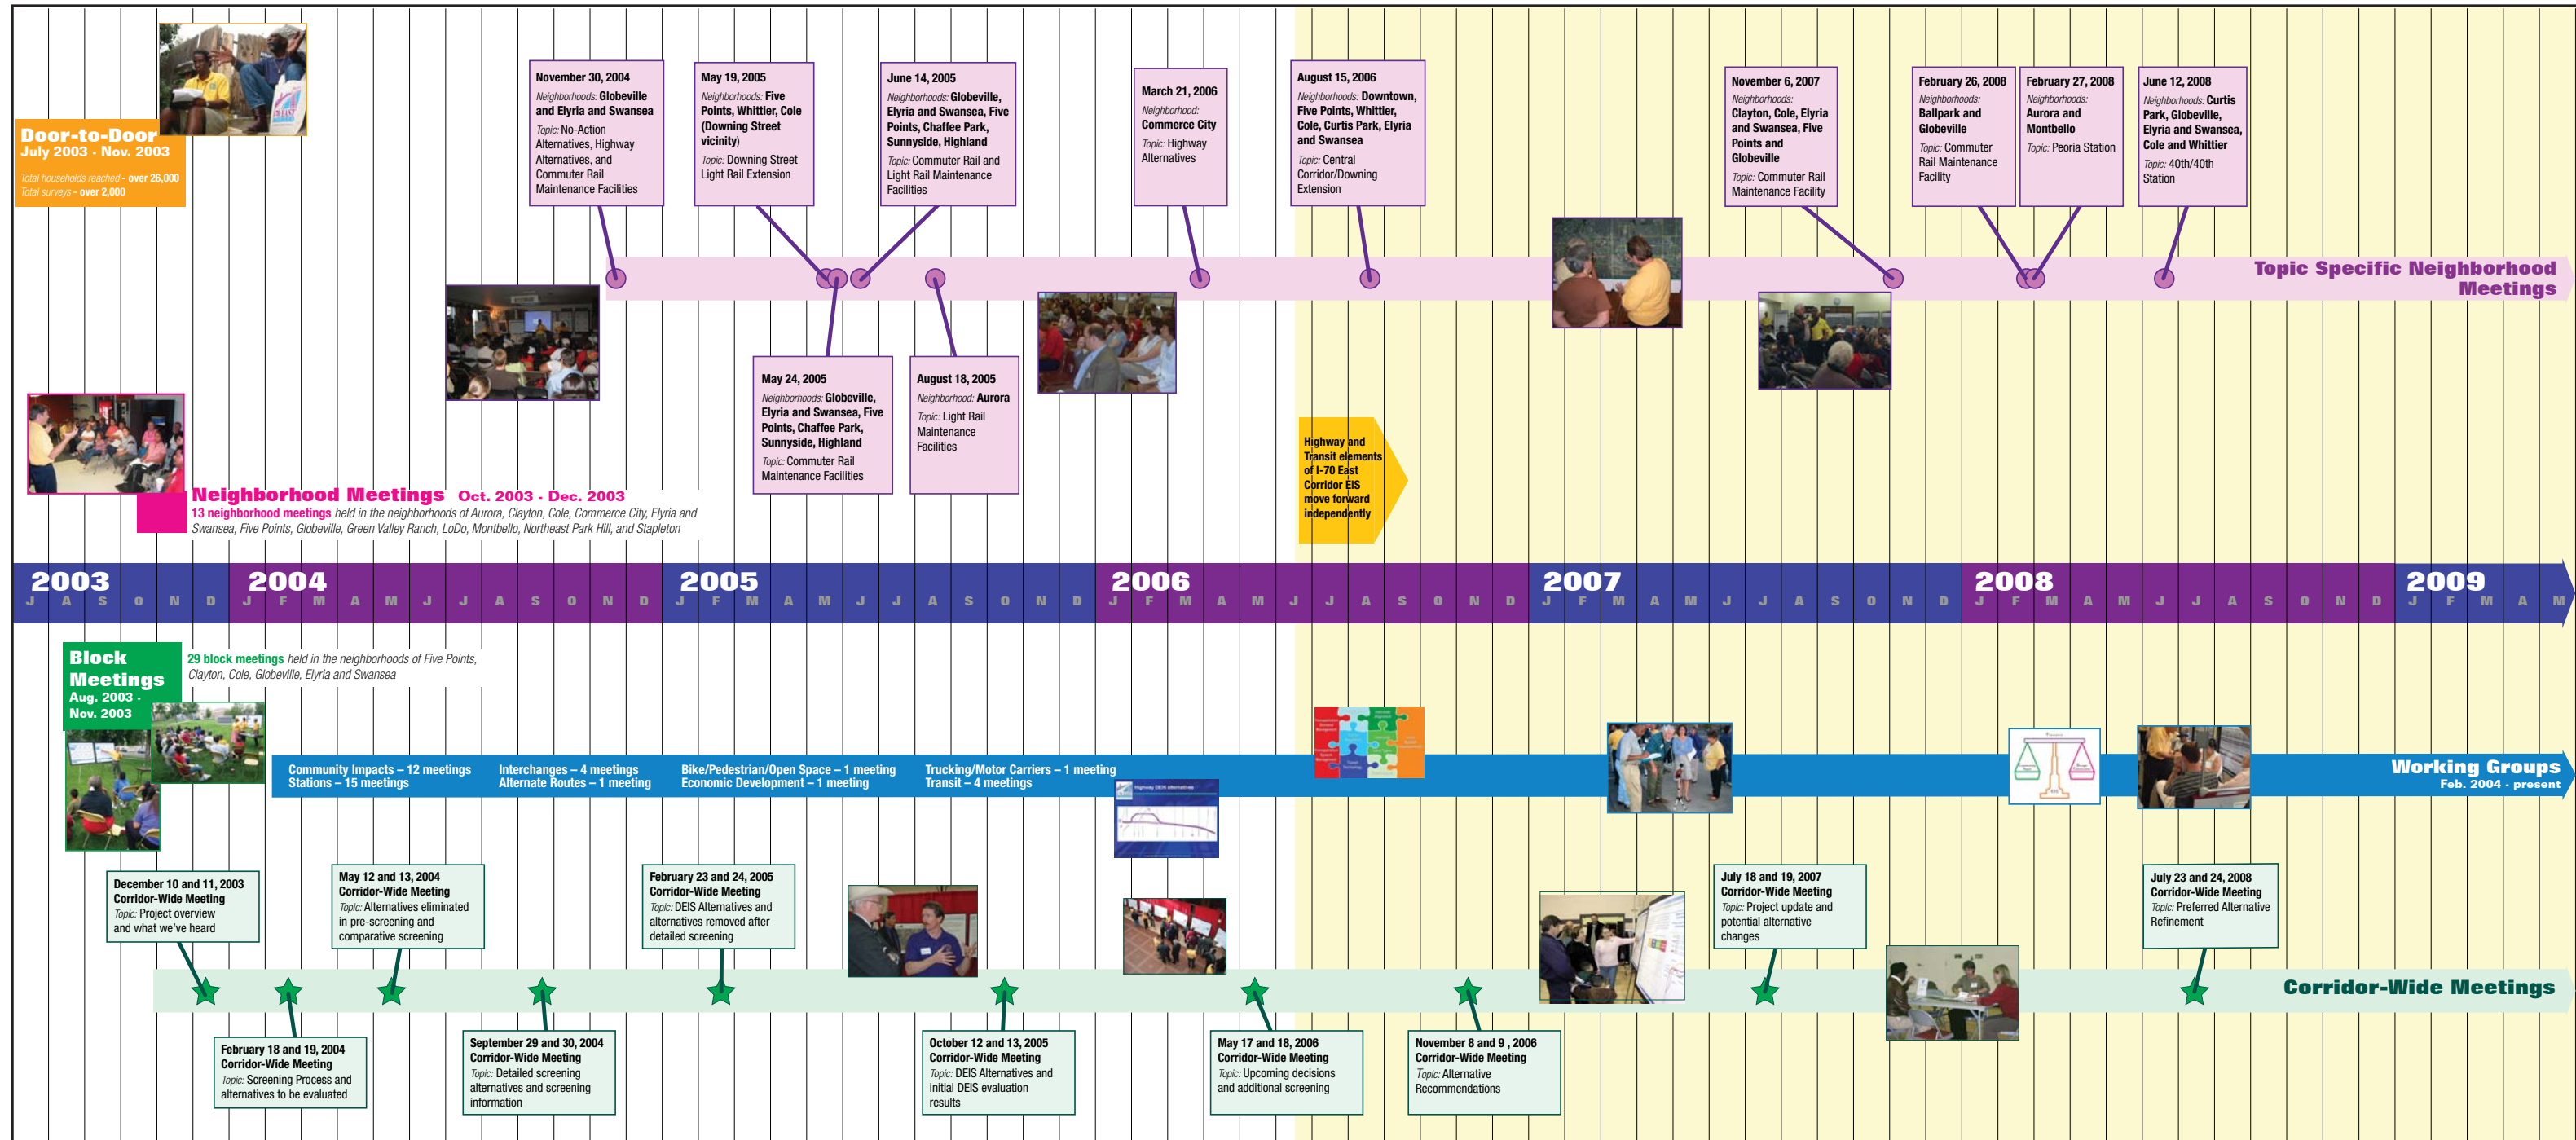 Door-to-Door
July 2003 - Nov. 2003
Total households reached - over 26,000
Total surveys - over 2,000
November 30, 2004
Neighborhoods: Globeville
and Elyria and Swansea
Topic: No-Action
Alternatives, Highway
Alternatives, and
Commuter Rail
Maintenance Facilities
May 19, 2005
Neighborhoods: Five
Points, Whittier, Cole
(Downing Street
vicinity)
Topic: Downing Street
Light Rail Extension
June 14, 2005
Neighborhoods: Globeville,
Elyria and Swansea, Five
Points, Chaffee Park,
Sunnyside, Highland
Topic: Commuter Rail and
Light Rail Maintenance
Facilities
March 21, 2006
Neighborhood:
Commerce City
Topic: Highway
Alternatives
August 15, 2006
Neighborhoods: Downtown,
Five Points, Whittier,
Cole, Curtis Park, Elyria
and Swansea
Topic: Central
Corridor/Downing
Extension
November 6, 2007
Neighborhoods:
Clayton, Cole, Elyria
and Swansea, Five
Points and
Globeville
Topic: Commuter Rail
Maintenance Facility
February 26, 2008
Neighborhoods:
Ballpark and
Globeville
Topic: Commuter
Rail Maintenance
Facility
February 27, 2008
Neighborhoods:
Aurora and
Montbello
Topic: Peoria Station
June 12, 2008
Neighborhoods: Curtis
Park, Globeville,
Elyria and Swansea,
Cole and Whittier
Topic: 40th/40th
Station
Topic Specific Neighborhood
Meetings
May 24, 2005
Neighborhoods: Globeville,
Elyria and Swansea, Five
Points, Chaffee Park,
Sunnyside, Highland
Topic: Commuter Rail
Maintenance Facilities
August 18, 2005
Neighborhood: Aurora
Topic: Light Rail
Maintenance
Facilities
Highway and
Transit elements
of I-70 East
Corridor EIS
move forward
independently
Neighborhood Meetings Oct. 2003 - Dec. 2003
13 neighborhood meetings held in the neighborhoods of Aurora, Clayton, Cole, Commerce City, Elyria and
Swansea, Five Points, Globeville, Green Valley Ranch, LoDo, Montbello, Northeast Park Hill, and Stapleton
2003 2004 2005 2006 2007 2008 2009
J A S O N D J F M A M J J A S O N D J F M A M J J A S O N D J F M A M J J A S O N D J F M A M J J A S O N D J F M A M J J A S O N D J F M A M
Block
Meetings
Aug. 2003 -
Nov. 2003
29 block meetings held in the neighborhoods of Five Points,
Clayton, Cole, Globeville, Elyria and Swansea
Community Impacts – 12 meetings
Stations – 15 meetings
Interchanges – 4 meetings
Alternate Routes – 1 meeting
Bike/Pedestrian/Open Space – 1 meeting
Economic Development – 1 meeting
Trucking/Motor Carriers – 1 meeting
Transit – 4 meetings
Highway DEIS alternatives
Working Groups
Feb. 2004 - present
December 10 and 11, 2003
Corridor-Wide Meeting
Topic: Project overview
and what we've heard
May 12 and 13, 2004
Corridor-Wide Meeting
Topic: Alternatives eliminated
in pre-screening and
comparative screening
February 23 and 24, 2005
Corridor-Wide Meeting
Topic: DEIS Alternatives and
alternatives removed after
detailed screening
July 18 and 19, 2007
Corridor-Wide Meeting
Topic: Project update and
potential alternative
changes
July 23 and 24, 2008
Corridor-Wide Meeting
Topic: Preferred Alternative
Refinement
Corridor-Wide Meetings
February 18 and 19, 2004
Corridor-Wide Meeting
Topic: Screening Process and
alternatives to be evaluated
September 29 and 30, 2004
Corridor-Wide Meeting
Topic: Detailed screening
alternatives and screening
information
October 12 and 13, 2005
Corridor-Wide Meeting
Topic: DEIS Alternatives and
initial DEIS evaluation
results
May 17 and 18, 2006
Corridor-Wide Meeting
Topic: Upcoming decisions
and additional screening
November 8 and 9 , 2006
Corridor-Wide Meeting
Topic: Alternative
Recommendations